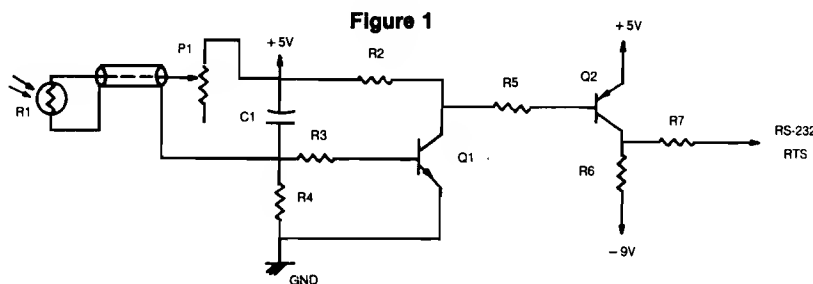 Figure 1
P1
+5V
R2
+5V
Q2
R5
R1
C1
R3
R7
RS-232
RTS
Q1
R6
R4
-9V
GND